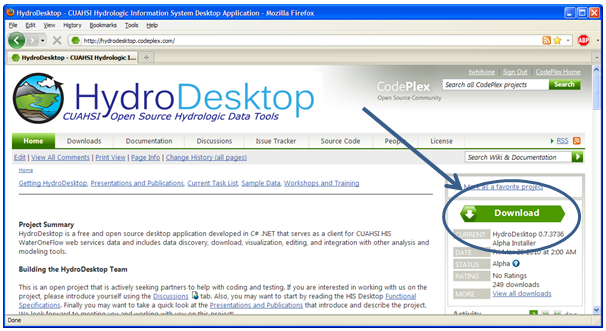 HydroDesktop - CUAHSI Hydrologic Information System Desktop Application - Mozilla Firefox
File Edit View History Bookmarks Tools Help
http://hydrodesktop.codeplex.com/
ABP
HydroDesktop - CUAHSI Hydrologic I...
twhitvine | Sign Out | CodePlex Home
HydroDesktop
CUAHSI Open Source Hydrologic Data Tools
CodePlex
Open Source Community
Search all CodePlex projects
Search
Home Downloads Documentation Discussions Issue Tracker Source Code People License RSS
Edit | View All Comments | Print View | Page Info | Change History (all pages)
Search Wiki & Documentation
Home
Getting HydroDesktop, Presentations and Publications, Current Task List, Sample Data, Workshops and Training
Mark as a favorite project
Download
Project Summary
HydroDesktop is a free and open source desktop application developed in C# .NET that serves as a client for CUAHSI HIS
WaterOneFlow web services data and includes data discovery, download, visualization, editing, and integration with other analysis and
modeling tools.
CURRENT HydroDesktop 0.7.3736
Alpha Installer
DATE 2010 at 2:00 AM
STATUS Alpha
RATING No Ratings
249 downloads
MORE View all downloads
Building the HydroDesktop Team
This is an open project that is actively seeking partners to help with coding and testing. If you are interested in working with us on the
project, please introduce yourself using the Discussions tab. Also, you may want to start by reading the HIS Desktop Functional
Specifications. Finally you may want to take a quick look at the Presentations and Publications that introduce and describe the project.
We look forward to meeting you and working with you on this project!
Activity
Done